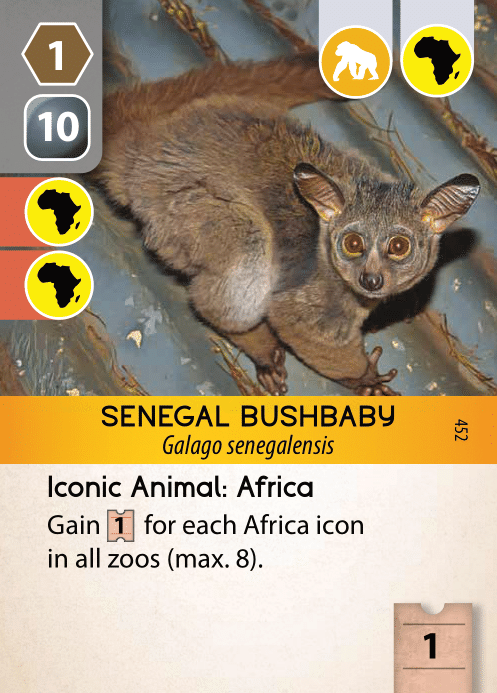 1
10
SENEGAL BUSHBABY
Galago senegalensis
452
Iconic Animal: Africa
Gain 1 for each Africa icon
in all zoos (max. 8).
1